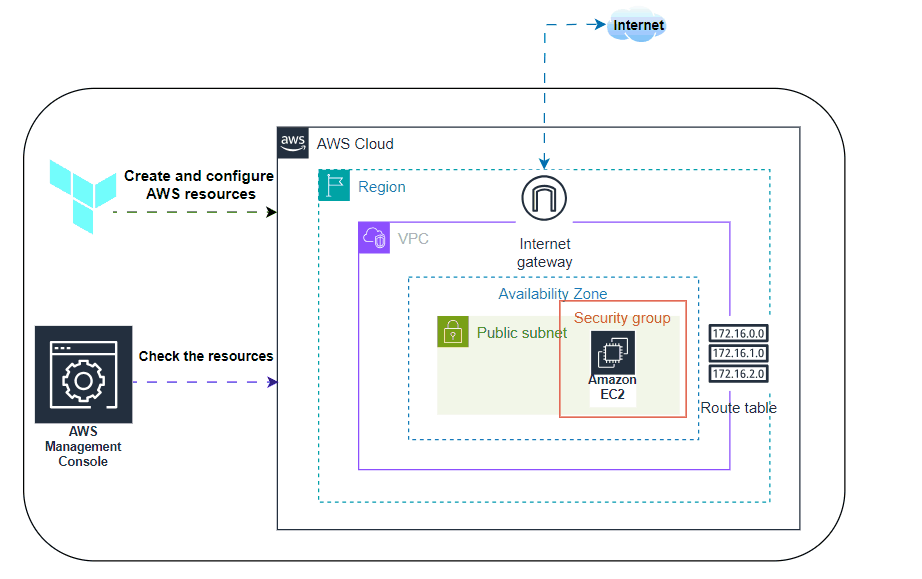 Internet
aws
AWS Cloud
Create and configure
AWS resources
Region
VPC
Internet
gateway
Availability Zone
Security group
Public subnet
Amazon
EC2
172.16.0.0
172.16.1.0
172.16.2.0
Route table
Check the resources
AWS
Management
Console